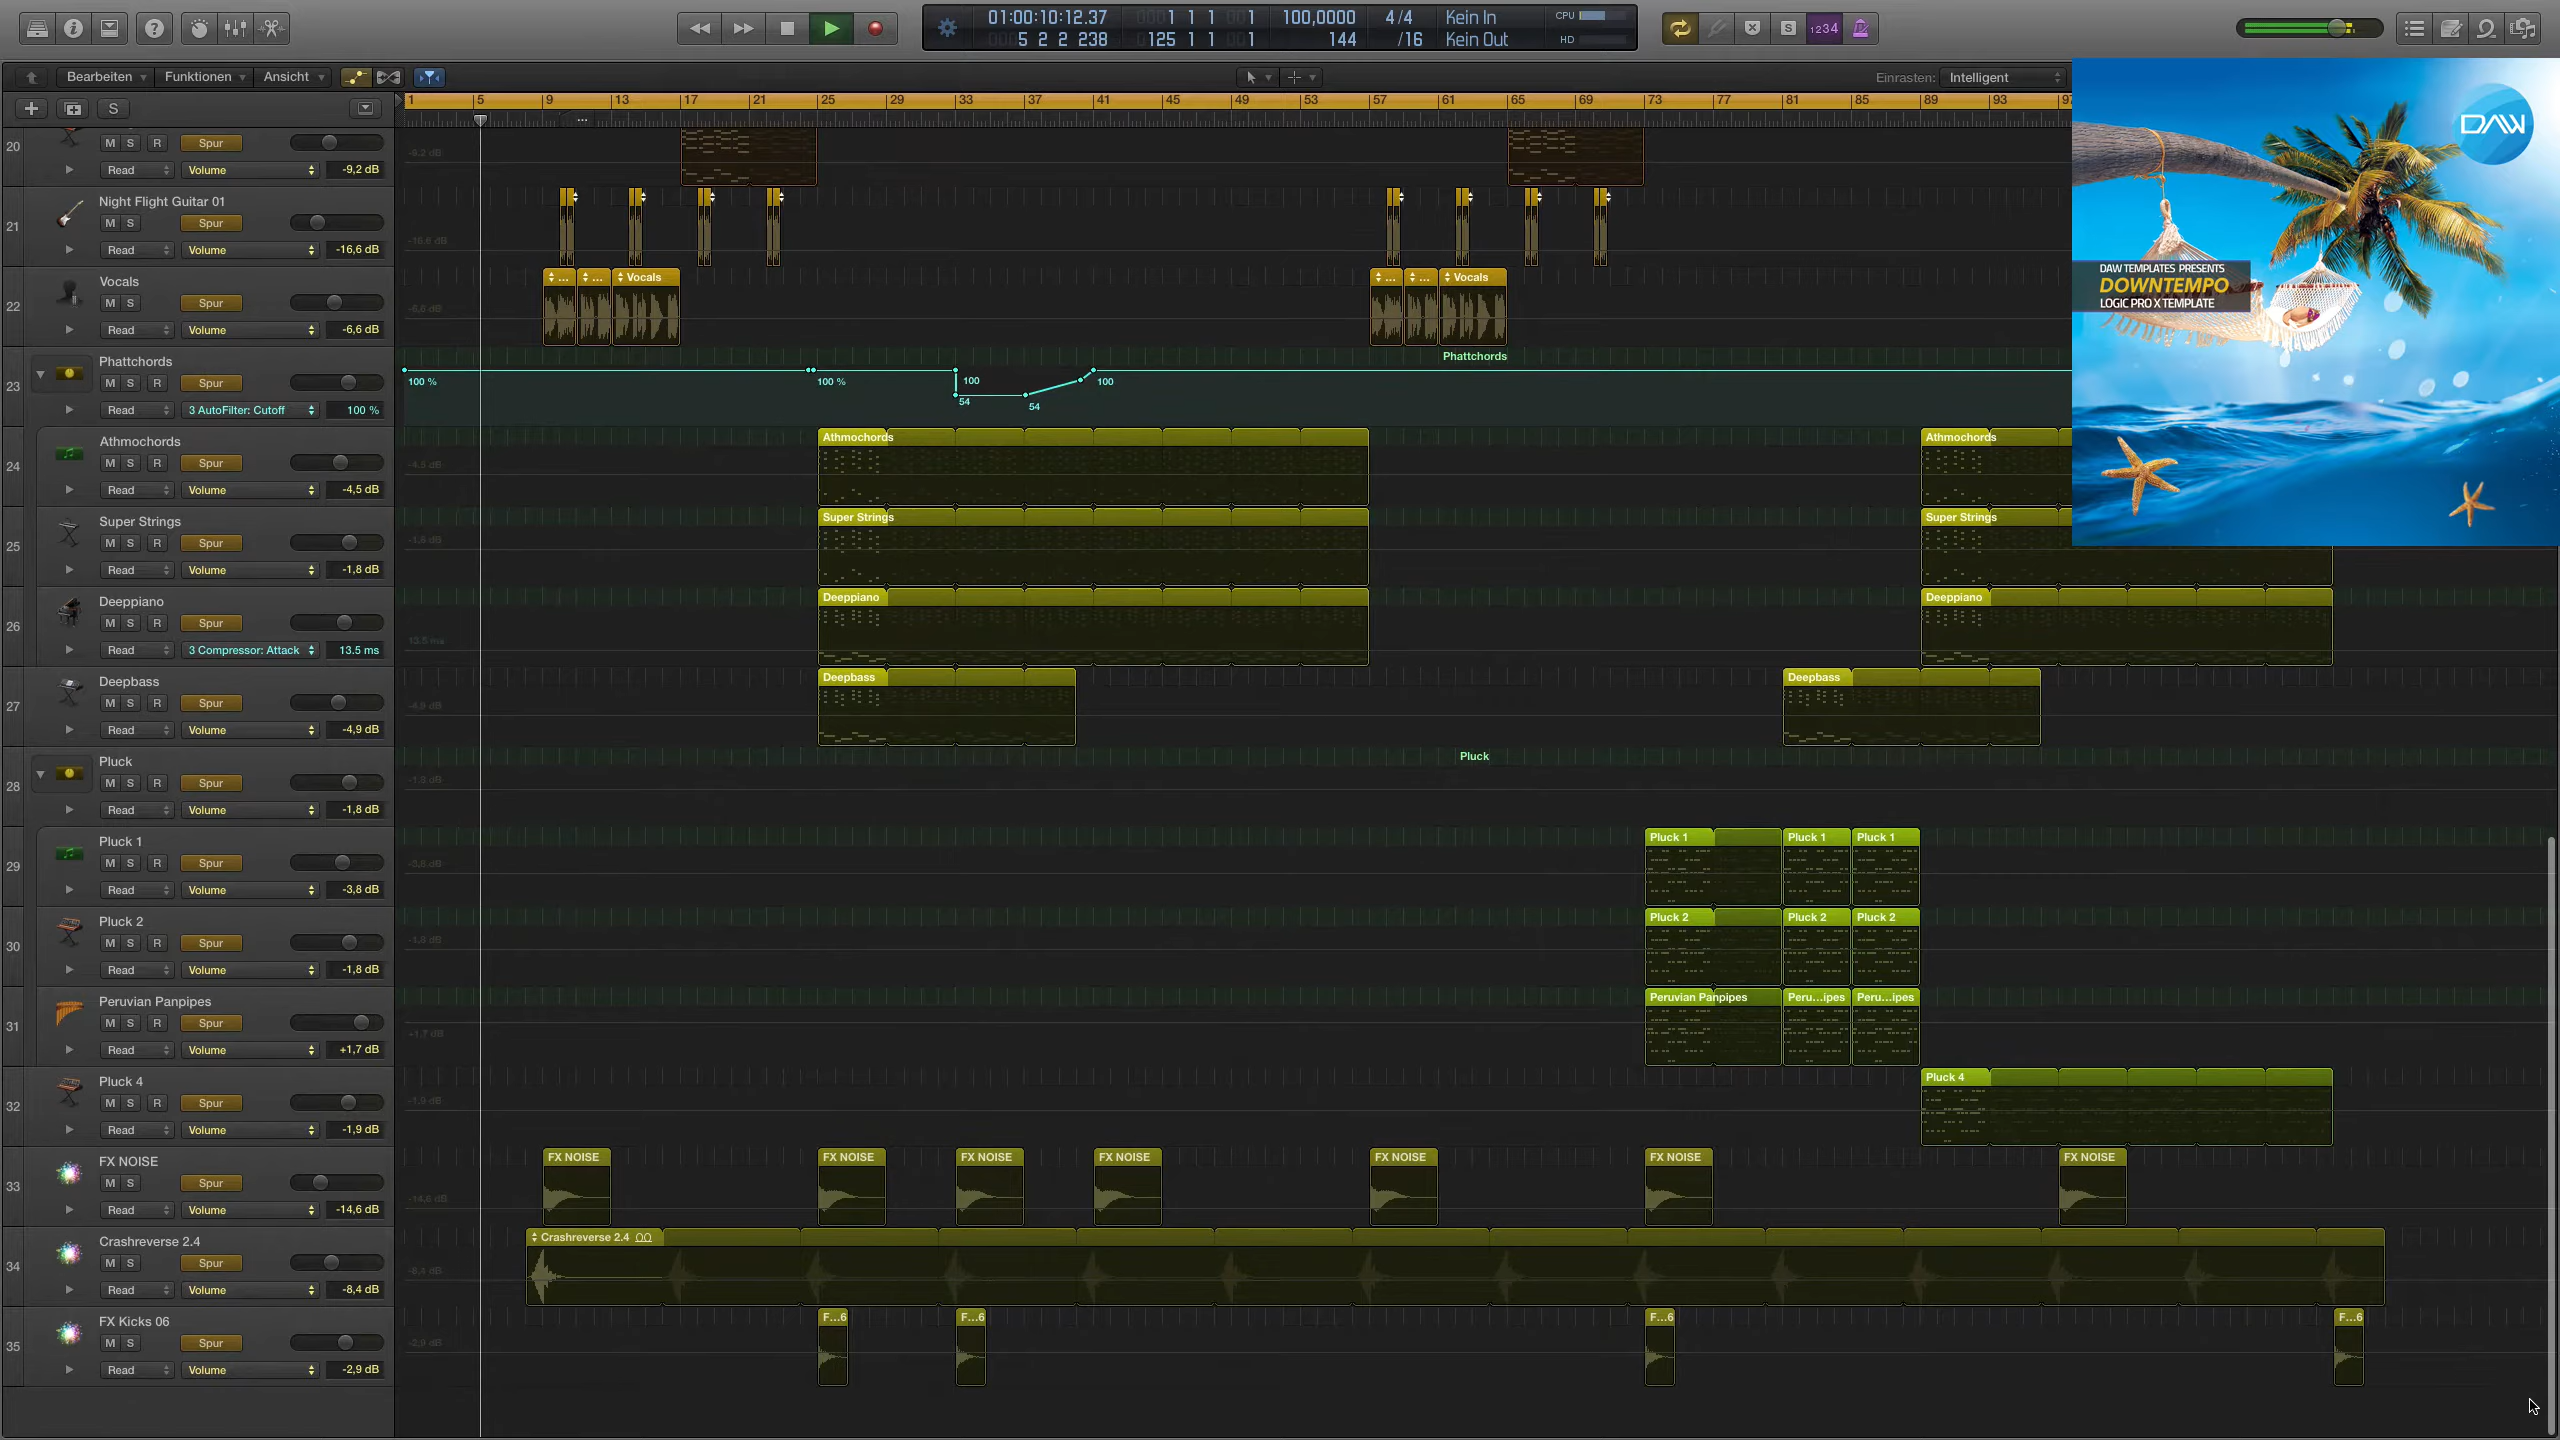 01:00:10:12.37 1 1 1 1 100,0000 4/4 Kein In CPU
5 2 2 238 125 1 1 1 144 /16 Kein Out HD
S 1234
Bearbeiten Funktionen Ansicht Einrasten: Intelligent
S 1 5 9 13 17 21 25 29 33 37 41 45 49 53 57 61 65 69 73 77 81 85 89 93 97
20 M S R Spur
Read Volume -9,2 dB
Night Flight Guitar 01
21 M S Spur
Read Volume -16,6 dB
Vocals ... ... Vocals ... ... Vocals
22 M S Spur
Read Volume -6,6 dB
Phattchords Phattchords
23 M S R Spur 100 % 100 % 100 54 54 100
Read 3 AutoFilter: Cutoff 100 %
Athmochords Athmochords Athmochords
24 M S R Spur
Read Volume -4,5 dB
Super Strings Super Strings Super Strings
25 M S R Spur
Read Volume -1,8 dB
Deeppiano Deeppiano Deeppiano
26 M S R Spur
Read 3 Compressor: Attack 13.5 ms
Deepbass Deepbass Deepbass
27 M S R Spur
Read Volume -4,9 dB
Pluck Pluck
28 M S R Spur
Read Volume -1,8 dB
Pluck 1 Pluck 1 Pluck 1 Pluck 1
29 M S R Spur
Read Volume -3,8 dB
Pluck 2 Pluck 2 Pluck 2 Pluck 2
30 M S R Spur
Read Volume -1,8 dB
Peruvian Panpipes Peruvian Panpipes Peru...ipes Peru...ipes
31 M S R Spur
Read Volume +1,7 dB
Pluck 4 Pluck 4
32 M S R Spur
Read Volume -1,9 dB
FX NOISE FX NOISE FX NOISE FX NOISE FX NOISE FX NOISE FX NOISE FX NOISE
33 M S Spur
Read Volume -14,6 dB
Crashreverse 2.4 Crashreverse 2.4
34 M S Spur
Read Volume -8,4 dB
FX Kicks 06 F...6 F...6 F...6 F...6
35 M S Spur
Read Volume -2,9 dB
DAW
DAW TEMPLATES PRESENTS
DOWNTEMPO
LOGIC PRO X TEMPLATE